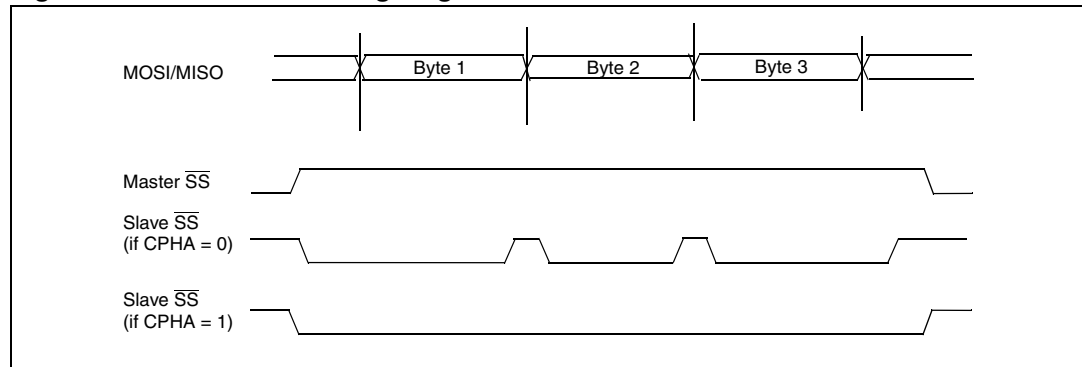 MOSI/MISO
Byte 1
Byte 2
Byte 3
Master SS
Slave SS
(if CPHA = 0)
Slave SS
(if CPHA = 1)